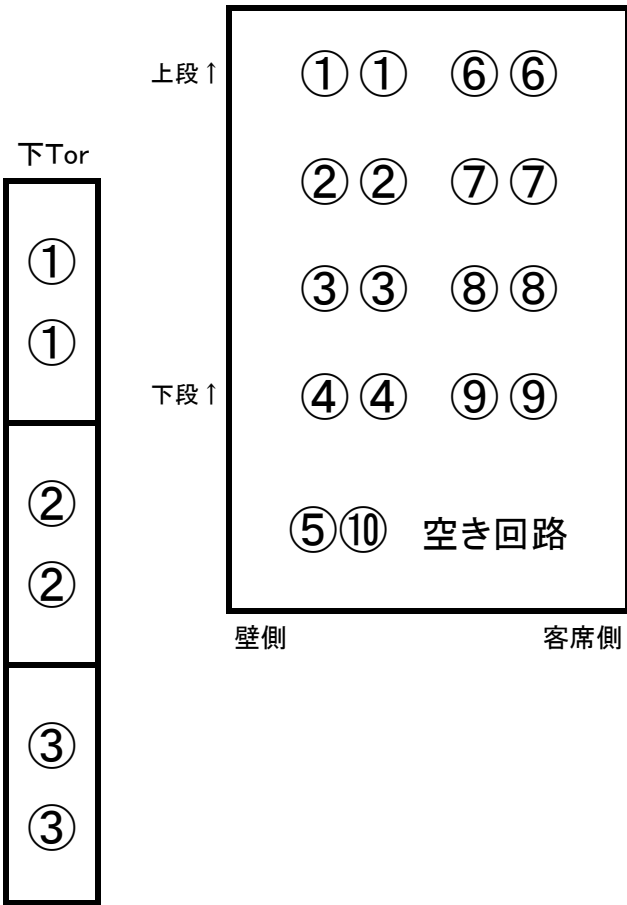 上段↑
①① ⑥⑥
②② ⑦⑦
③③ ⑧⑧
下段↑
④④ ⑨⑨
⑤⑩ 空き回路
壁側 客席側
下Tor
①
①
②
②
③
③